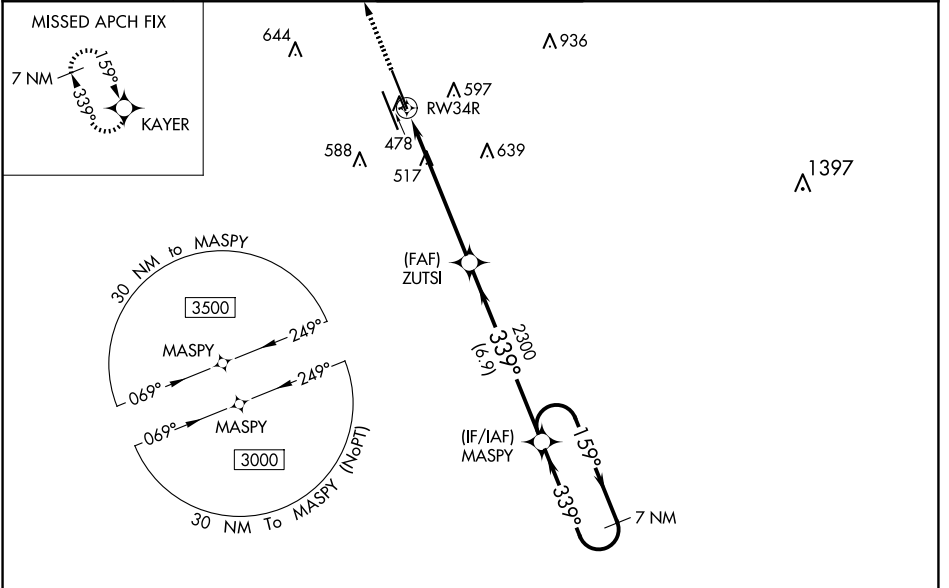 MISSED APCH FIX
7 NM
159°
339°
KAYER
644
936
597
RW34R
478
588
517
639
1397
(FAF)
ZUTSI
2300
339°
(6.9)
(IF/IAF)
MASPY
159°
339°
7 NM
30 NM to MASPY
3500
249°
MASPY
069°
249°
069°
MASPY
3000
30 NM To MASPY (NoPT)